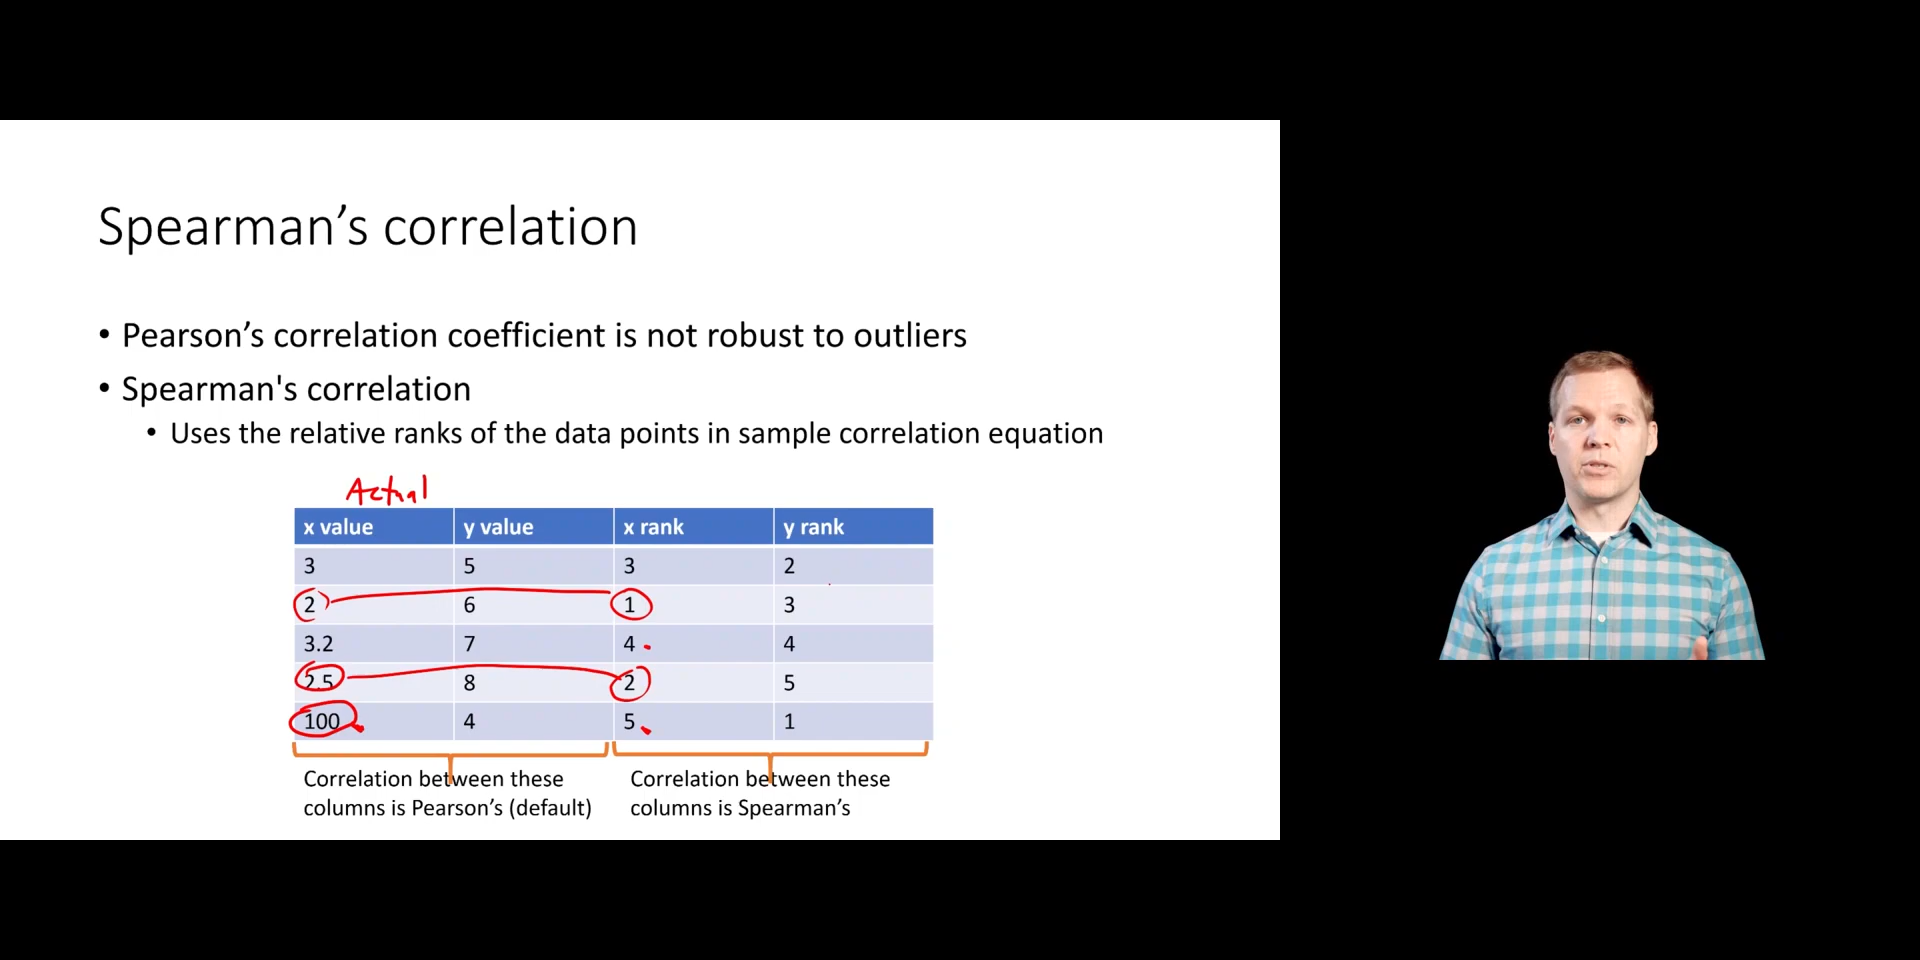 Spearman’s correlation
• Pearson’s correlation coefficient is not robust to outliers
• Spearman's correlation
• Uses the relative ranks of the data points in sample correlation equation
Actual
x value y value x rank y rank
3 5 3 2
2 6 1 3
3.2 7 4 4
2.5 8 2 5
100 4 5 1
Correlation between these
columns is Pearson’s (default)
Correlation between these
columns is Spearman’s